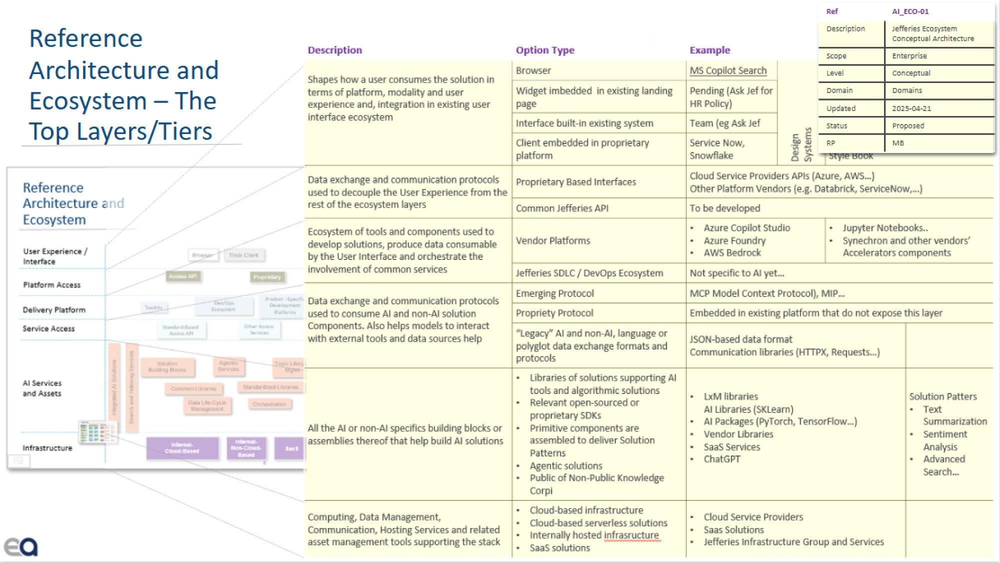 Reference
Architecture and
Ecosystem – The
Top Layers/Tiers
Ref AI_ECO-01
Description Jefferies Ecosystem
Conceptual Architecture
Scope Enterprise
Level Conceptual
Domain Domains
Updated 2025-04-21
Status Proposed
RP MB
Description Option Type Example
Shapes how a user consumes the solution in
terms of platform, modality and user
experience and, integration in existing user
interface ecosystem
Browser
MS Copilot Search
Widget imbedded in existing landing
page
Pending (Ask Jef for
HR Policy)
Interface built-in existing system
Team (eg Ask Jef
Client embedded in proprietary
platform
Service Now,
Snowflake
Design
Systems
Style Book
Data exchange and communication protocols
used to decouple the User Experience from the
rest of the ecosystem layers
Proprietary Based Interfaces
Cloud Service Providers APIs (Azure, AWS...)
Other Platform Vendors (e.g. Databrick, ServiceNow,...)
Common Jefferies API
To be developed
Ecosystem of tools and components used to
develop solutions, produce data consumable
by the User Interface and orchestrate the
involvement of common services
Vendor Platforms
• Azure Copilot Studio
• Azure Foundry
• AWS Bedrock
• Jupyter Notebooks..
• Synechron and other vendors’
Accelerators components
Jefferies SDLC / DevOps Ecosystem
Not specific to AI yet...
Data exchange and communication protocols
used to consume AI and non-AI solution
Components. Also helps models to interact
with external tools and data sources help
Emerging Protocol
MCP Model Context Protocol), MIP...
Propriety Protocol
Embedded in existing platform that do not expose this layer
“Legacy” AI and non-AI, language or
polyglot data exchange formats and
protocols
JSON-based data format
Communication libraries (HTTPX, Requests...)
All the AI or non-AI specifics building blocks or
assemblies thereof that help build AI solutions
• Libraries of solutions supporting AI
tools and algorithmic solutions
• Relevant open-sourced or
proprietary SDKs
• Primitive components are
assembled to deliver Solution
Patterns
• Agentic solutions
• Public of Non-Public Knowledge
Corpi
• LxM libraries
AI Libraries (SKLearn)
• AI Packages (PyTorch, TensorFlow...)
• Vendor Libraries
• SaaS Services
• ChatGPT
Solution Patters
• Text
Summarization
• Sentiment
Analysis
• Advanced
Search...
Computing, Data Management,
Communication, Hosting Services and related
asset management tools supporting the stack
• Cloud-based infrastructure
• Cloud-based serverless solutions
• Internally hosted infrasructure
• SaaS solutions
• Cloud Service Providers
• Saas Solutions
• Jefferies Infrastructure Group and Services
Reference
Architecture and
Ecosystem
User Experience /
Interface
Browser
Thick Client
Platform Access
Access API
Proprietary
Delivery Platform
Toolkits
Dev/Ops
Ecosystem
Product –Specific
Development
Platforms
Service Access
Standard-Based
Access API
Other Access
Services
AI Services
and Assets
Integrated AI Solutions
Search and Indexing Services
Solution
Building Blocks
Agentic
Services
Topic Lifecy
Mgmt
Common Libraries
Standardized Libraries
Data Life-Cycle
Management
Orchestration
Infrastructure
Internal-
Cloud-Based
Internal-
Non-Cloud-
Based
SaaS
ea